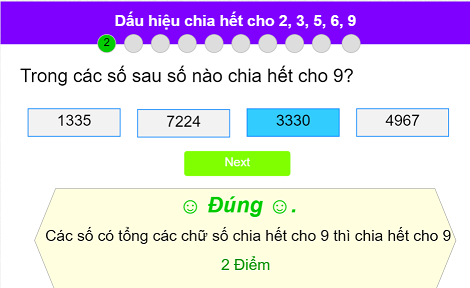 Dấu hiệu chia hết cho 2, 3, 5, 6, 9
2
Trong các số sau số nào chia hết cho 9?
1335 7224 3330 4967
Next
☺ Đúng ☺.
Các số có tổng các chữ số chia hết cho 9 thì chia hết cho 9
2 Điểm